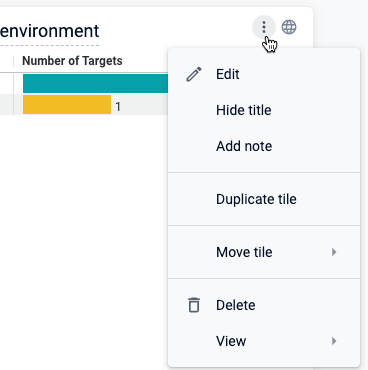 environment
Number of Targets
1
Edit
Hide title
Add note
Duplicate tile
Move tile
Delete
View